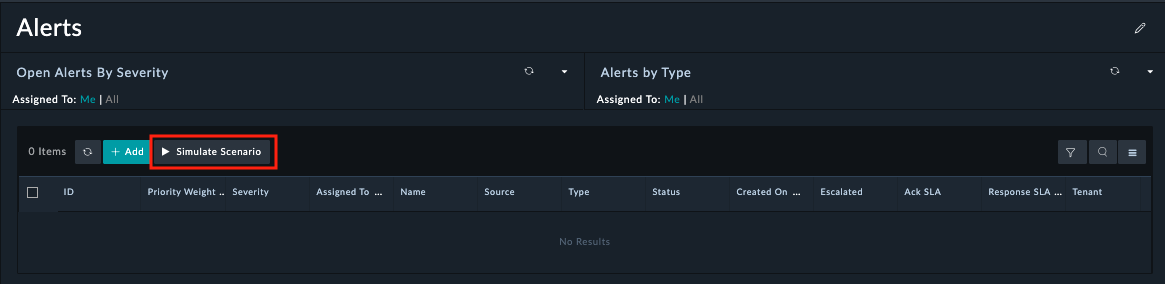 Alerts
Open Alerts By Severity
Assigned To: Me | All
Alerts by Type
Assigned To: Me | All
0 Items + Add Simulate Scenario
ID Priority Weight .. Severity Assigned To ... Name Source Type Status Created On ... Escalated Ack SLA Response SLA ... Tenant
No Results